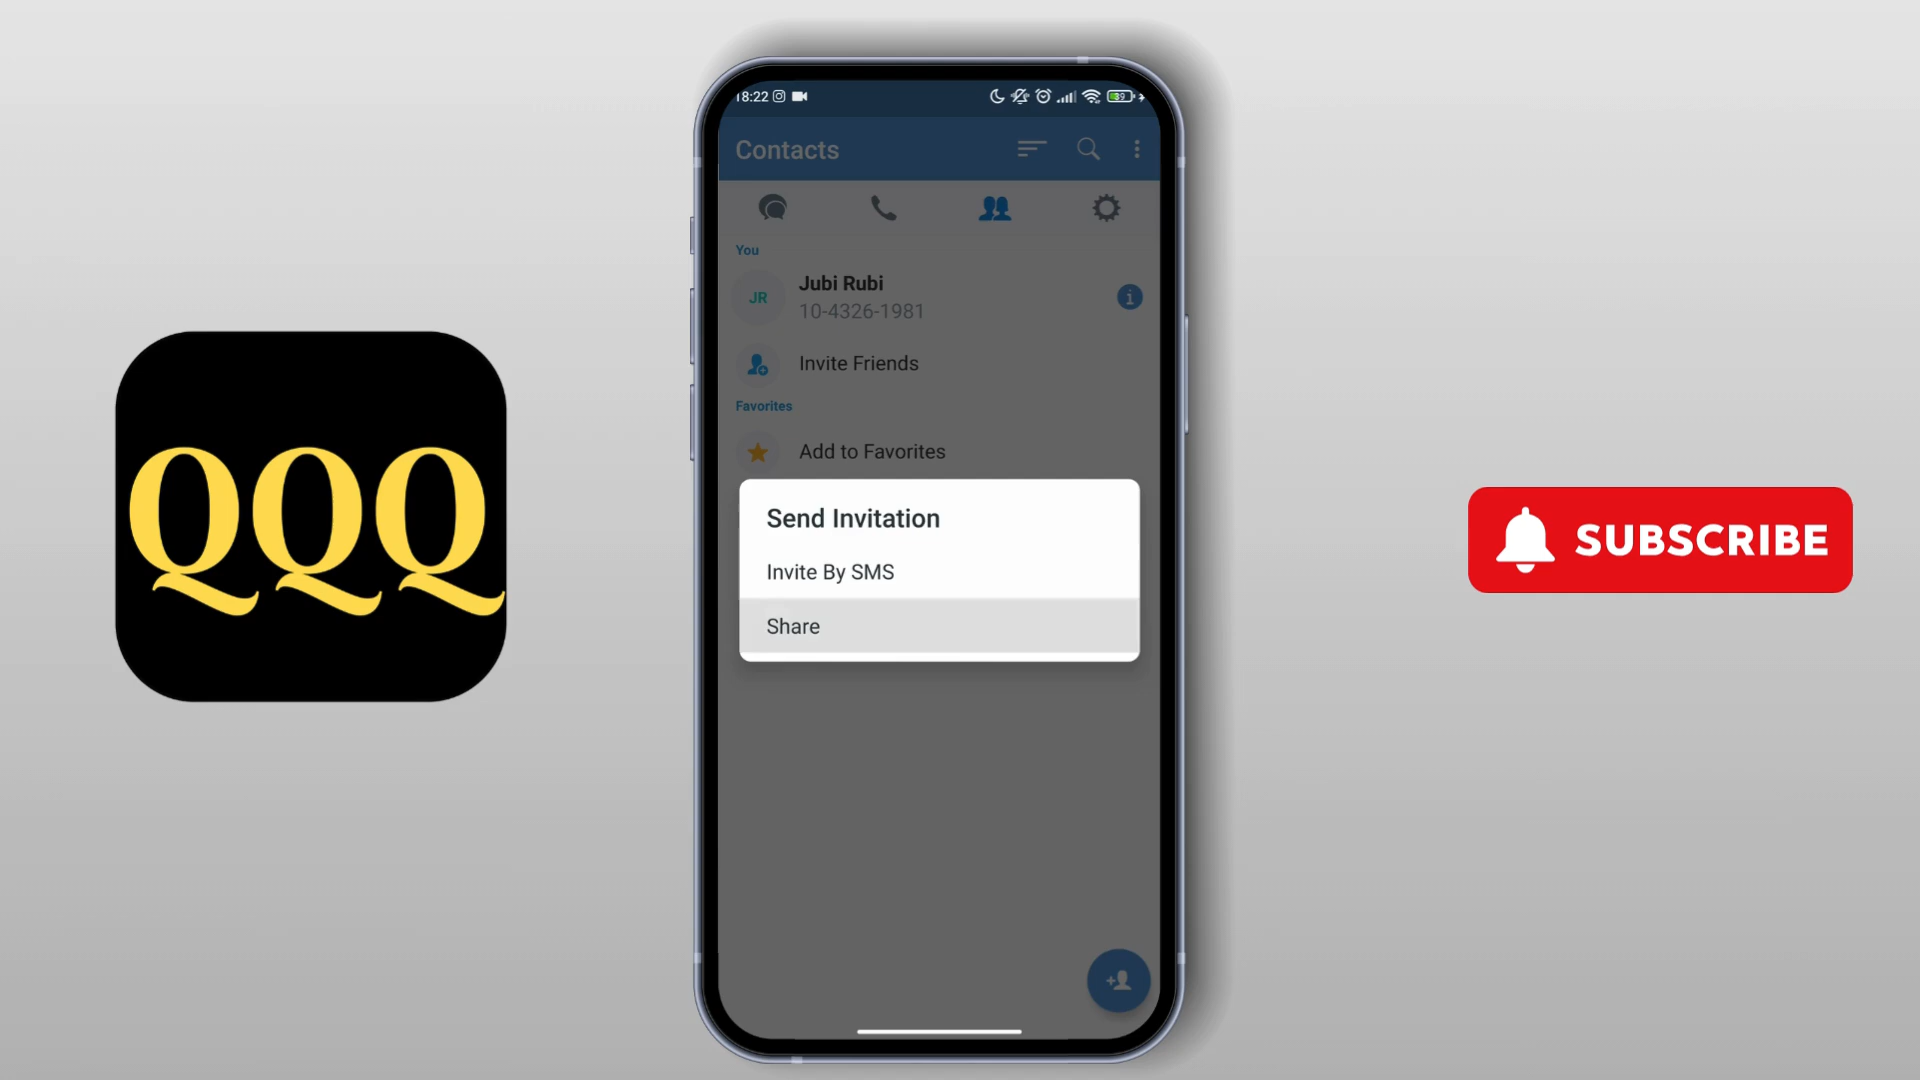 18:22
39
Contacts
You
JR
Jubi Rubi
10-4326-1981
Invite Friends
Favorites
Add to Favorites
Send Invitation
Invite By SMS
Share
QQQ
SUBSCRIBE